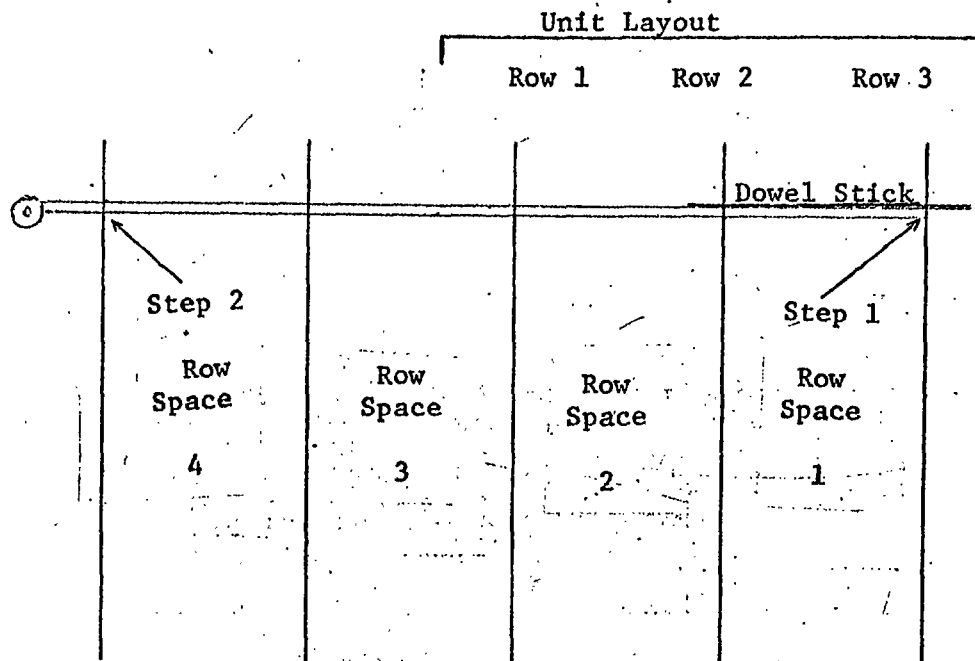 Unit Layout
Row 1 Row 2 Row 3
Dowel Stick
Step 2 Step 1
Row Space 4
Row Space 3
Row Space 2
Row Space 1